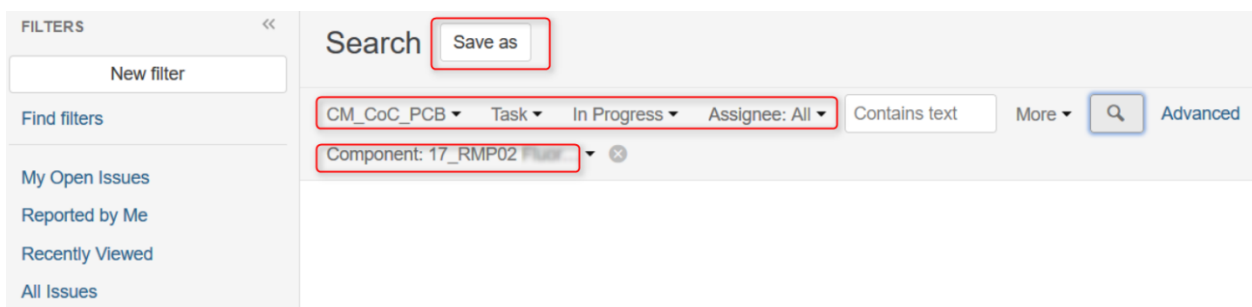 FILTERS
New filter
Find filters
My Open Issues
Reported by Me
Recently Viewed
All Issues
Search Save as
CM_CoC_PCB Task In Progress Assignee: All Contains text More Advanced
Component: 17_RMP02